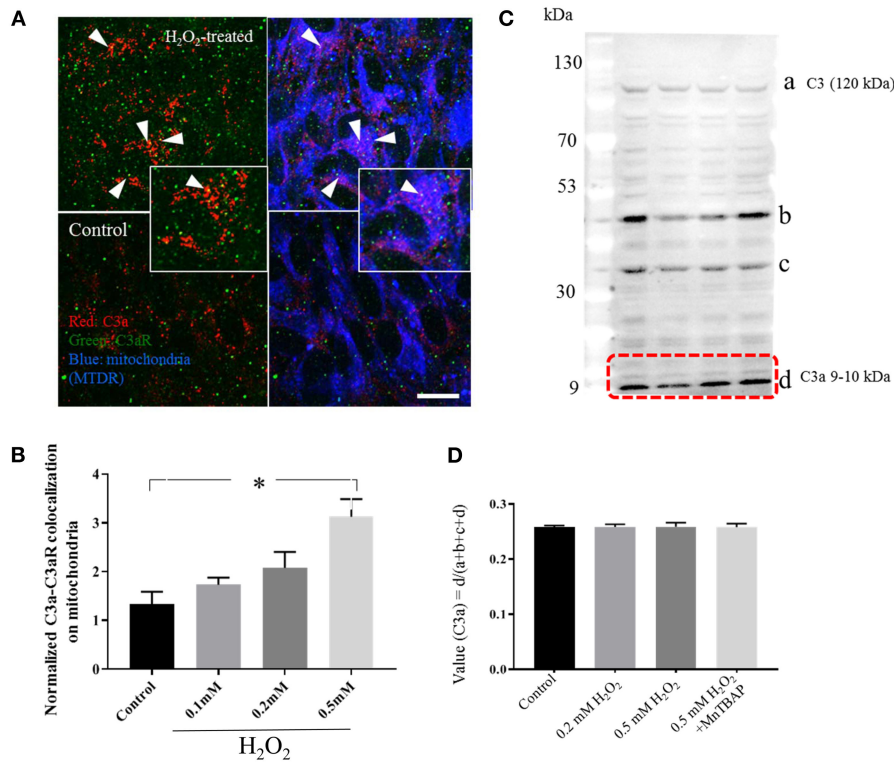 A
H₂O₂-treated
Control
Red: C3a
Green: C3aR
Blue: mitochondria
(MTDR)
C
kDa
130
70
53
30
9
a C3 (120 kDa)
b
c
d C3a 9-10 kDa
B
Normalized C3a-C3aR colocalization
on mitochondria
4
3
2
1
0
*
Control
0.1mM
0.2mM
0.5mM
H₂O₂
D
Value (C3a) = d/(a+b+c+d)
0.3
0.2
0.1
0.0
Control
0.2 mM H₂O₂
0.5 mM H₂O₂
0.5 mM H₂O₂
+MnTBAP